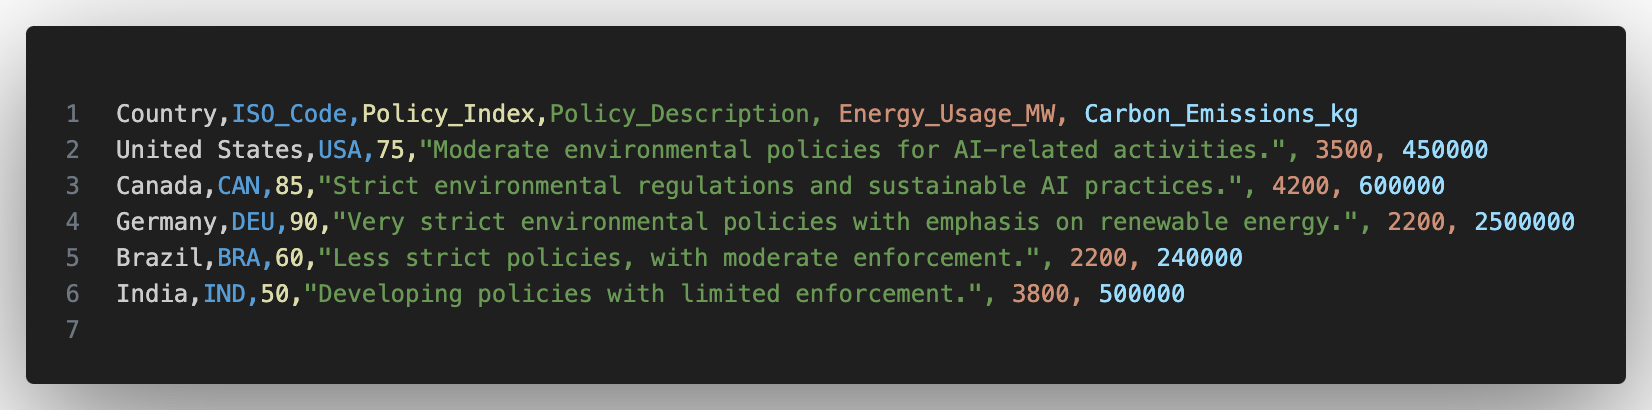 1 Country,ISO_Code,Policy_Index,Policy_Description, Energy_Usage_MW, Carbon_Emissions_kg
2 United States,USA,75,"Moderate environmental policies for AI-related activities.", 3500, 450000
3 Canada,CAN,85,"Strict environmental regulations and sustainable AI practices.", 4200, 600000
4 Germany,DEU,90,"Very strict environmental policies with emphasis on renewable energy.", 2200, 2500000
5 Brazil,BRA,60,"Less strict policies, with moderate enforcement.", 2200, 240000
6 India,IND,50,"Developing policies with limited enforcement.", 3800, 500000
7